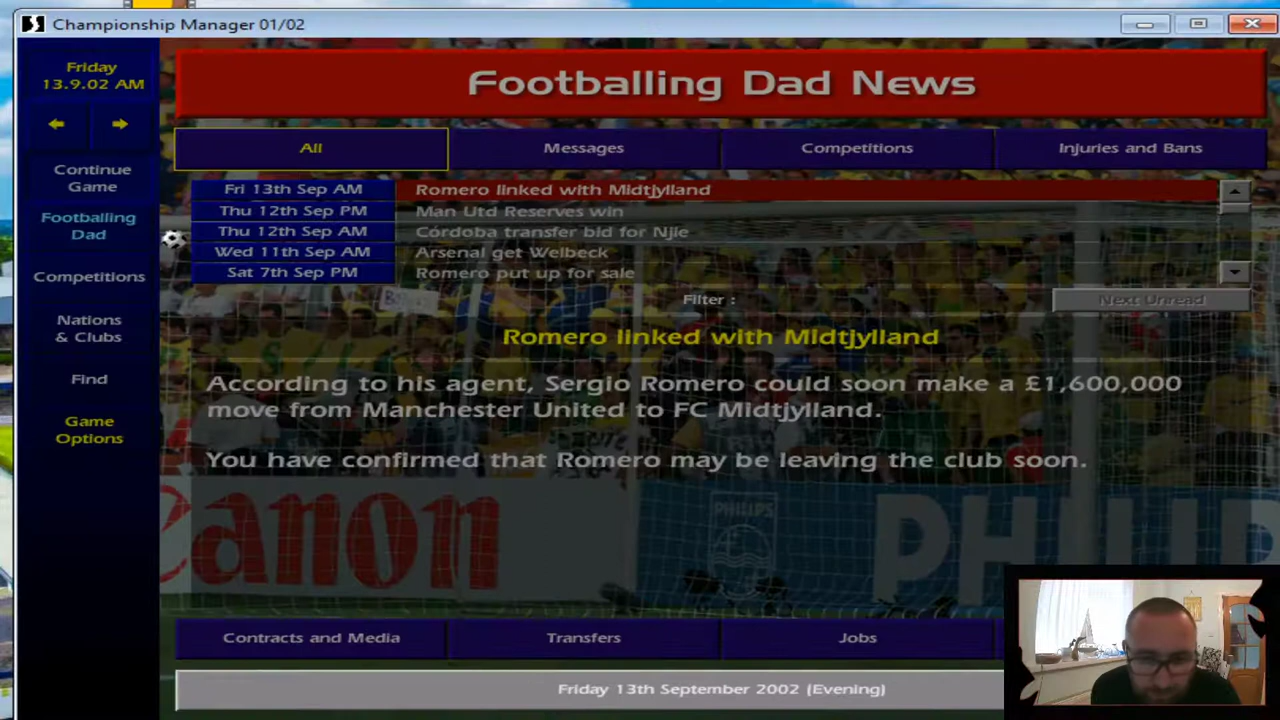 Championship Manager 01/02
Friday
13.9.02 AM
Footballing Dad News
All
Messages
Competitions
Injuries and Bans
Continue
Game
Footballing
Dad
Competitions
Nations
& Clubs
Find
Game
Options
Fri 13th Sep AM Romero linked with Midtjylland
Thu 12th Sep PM Man Utd Reserves win
Thu 12th Sep AM Córdoba transfer bid for Njie
Wed 11th Sep AM Arsenal get Welbeck
Sat 7th Sep PM Romero put up for sale
Filter :
Next Unread
Romero linked with Midtjylland
According to his agent, Sergio Romero could soon make a £1,600,000
move from Manchester United to FC Midtjylland.
You have confirmed that Romero may be leaving the club soon.
Canon
PHILIPS
PHILIP
Contracts and Media
Transfers
Jobs
Friday 13th September 2002 (Evening)